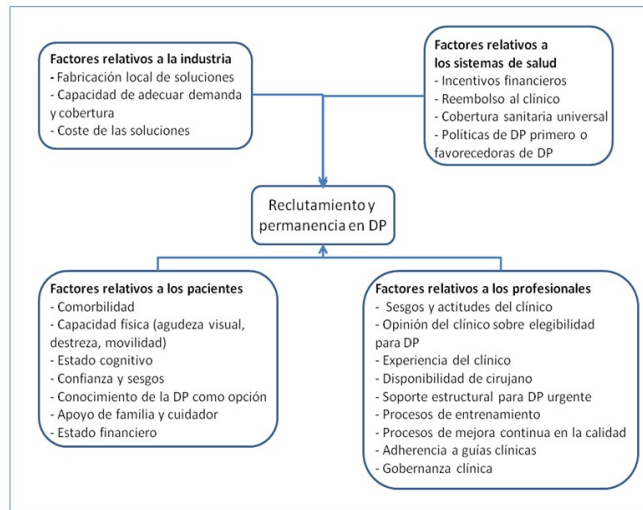 Factores relativos a la industria
- Fabricación local de soluciones
- Capacidad de adecuar demanda
y cobertura
- Coste de las soluciones
Factores relativos a
los sistemas de salud
- Incentivos financieros
- Reembolso al clínico
- Cobertura sanitaria universal
- Políticas de DP primero o
favorecedoras de DP
Reclutamiento y
permanencia en DP
Factores relativos a los pacientes
- Comorbilidad
- Capacidad física (agudeza visual,
destreza, movilidad)
- Estado cognitivo
- Confianza y sesgos
- Conocimiento de la DP como opción
- Apoyo de familia y cuidador
- Estado financiero
Factores relativos a los profesionales
- Sesgos y actitudes del clínico
- Opinión del clínico sobre elegibilidad
para DP
- Experiencia del clínico
- Disponibilidad de cirujano
- Soporte estructural para DP urgente
- Procesos de entrenamiento
- Procesos de mejora continua en la calidad
- Adherencia a guías clínicas
- Gobernanza clínica